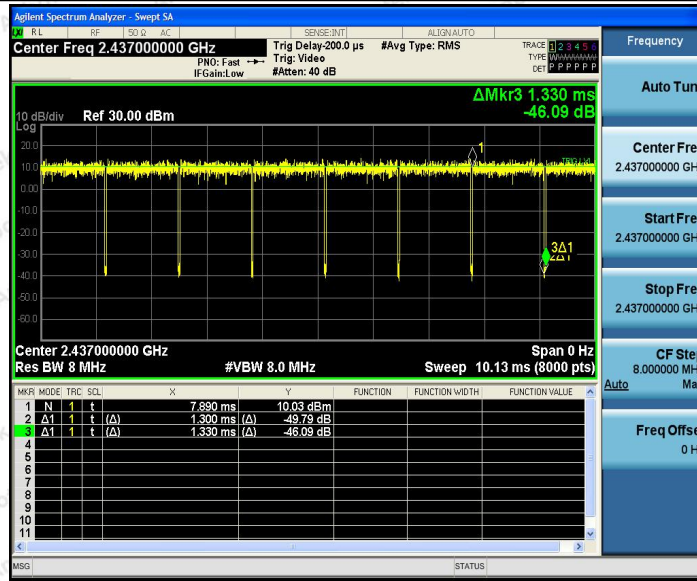 Agilent Spectrum Analyzer - Swept SA
LXI RL RF 50 Ω AC SENSE:INT ALIGNAUTO
Center Freq 2.437000000 GHz
PNO: Fast
IFGain:Low
Trig Delay-200.0 µs
Trig: Video
#Atten: 40 dB
#Avg Type: RMS
TRACE 1 2 3 4 5 6
TYPE
DET P P P P P P
ΔMkr3 1.330 ms
-46.09 dB
10 dB/div Ref 30.00 dBm
Log
20.0
10.0
0.00
-10.0
-20.0
-30.0
-40.0
-50.0
-60.0
1
3Δ1
Center 2.437000000 GHz
Span 0 Hz
Res BW 8 MHz
#VBW 8.0 MHz
Sweep 10.13 ms (8000 pts)
MKR MODE TRC SCL X Y FUNCTION FUNCTION WIDTH FUNCTION VALUE
1 N 1 t 7.890 ms 10.03 dBm
2 Δ1 1 t (Δ) 1.300 ms (Δ) -49.79 dB
3 Δ1 1 t (Δ) 1.330 ms (Δ) -46.09 dB
4
5
6
7
8
9
10
11
MSG
STATUS
Frequency
Auto Tun
Center Fre
2.437000000 GH
Start Fre
2.437000000 GH
Stop Fre
2.437000000 GH
CF Ste
8.000000 MH
Auto Ma
Freq Offse
0 H